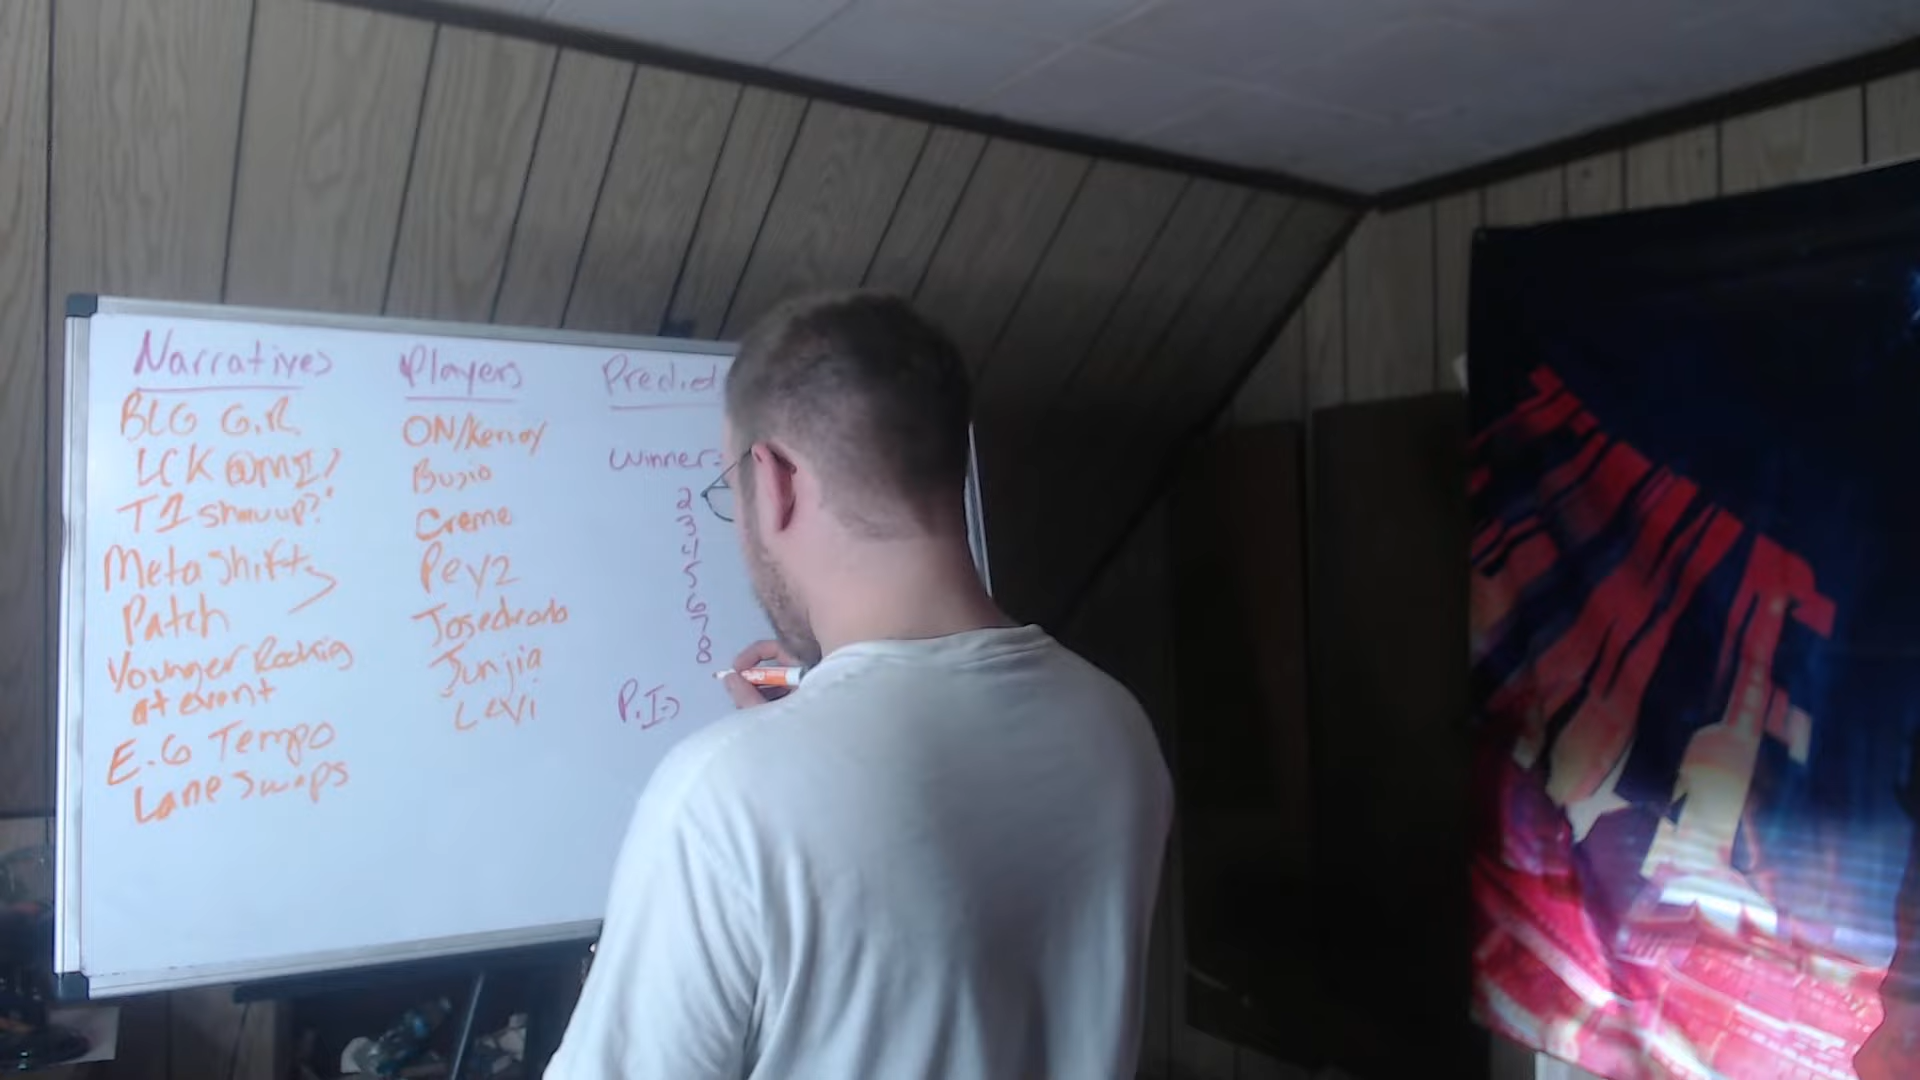 Narratives
BLG G.R.
LCK @MSI?
T1 show up?
Meta shifts
Patch
Younger Rookies
at event
E.G Tempo
Lane Swaps
Players
ON/
Busio
Creme
Peyz
Josedeodo
Junjia
Levi
Predict
Winner-
2
3
4
5
6
7
8
P.I-